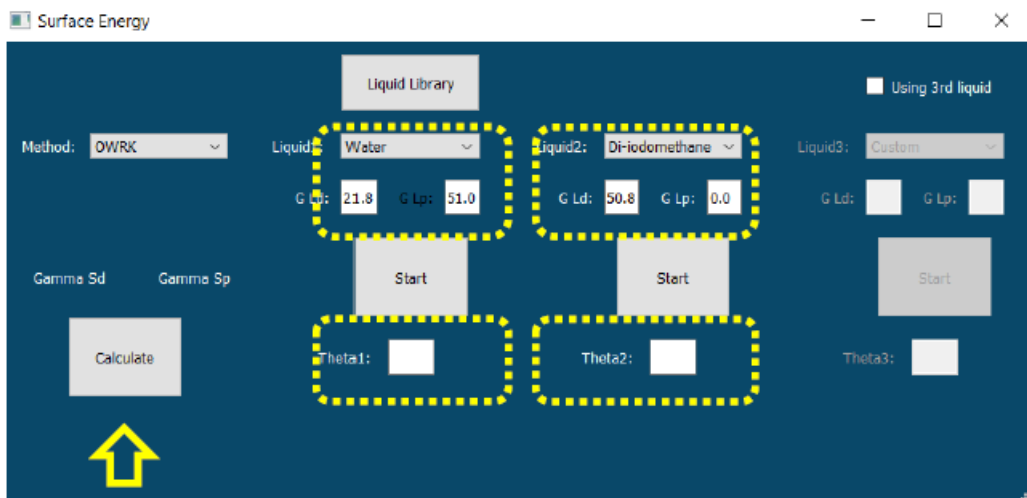 Surface Energy
Liquid Library
Using 3rd liquid
Method: OWRK Liquid1: Water Liquid2: Di-iodomethane Liquid3: Custom
G Ld: 21.8 G Lp: 51.0 G Ld: 50.8 G Lp: 0.0 G Ld: G Lp:
Gamma Sd Gamma Sp Start Start Start
Calculate Theta1: Theta2: Theta3: